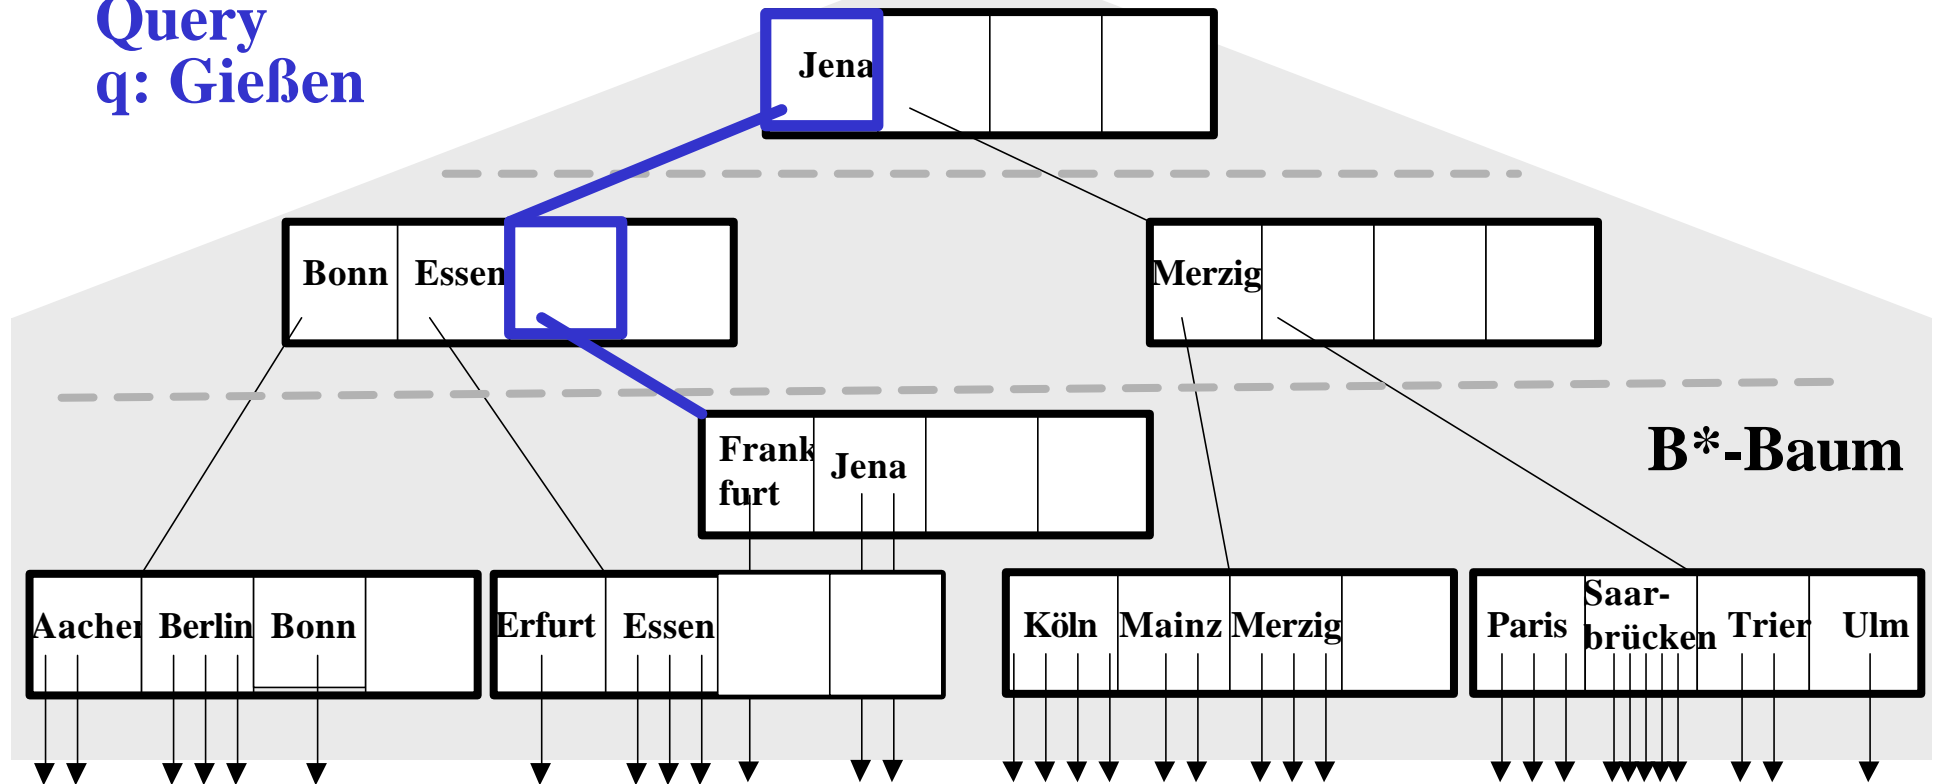 Query
q: Gießen
Jena
Bonn Essen
Merzig
Frank
furt
Jena
B*-Baum
Aachen Berlin Bonn
Erfurt Essen
Köln Mainz Merzig
Paris
Saar-
brücken
Trier Ulm